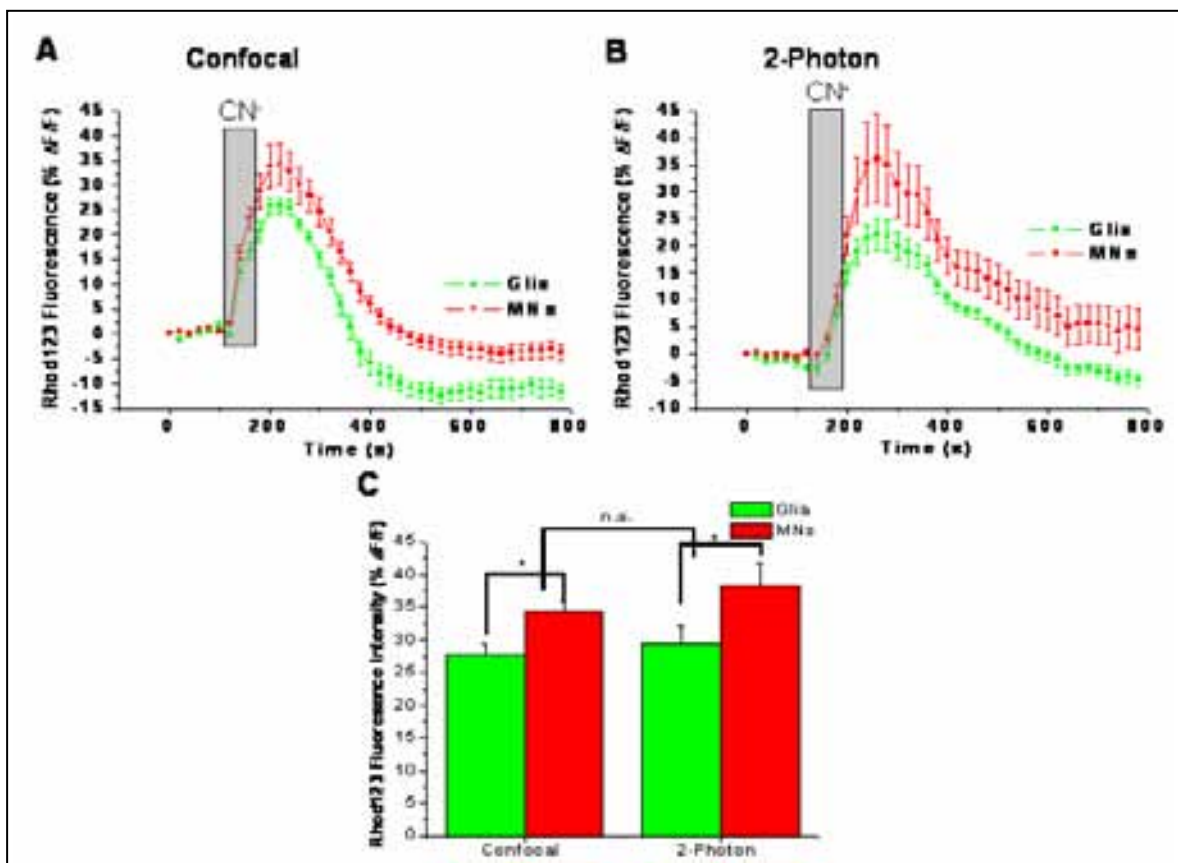 A
Confocal
CN-
Rhod123 Fluorescence (% ΔF/F)
45
40
35
30
25
20
15
10
5
0
-5
-10
-15
Glia
MNs
0
200
400
600
800
Time (s)
B
2-Photon
CN-
Rhod123 Fluorescence (% ΔF/F)
45
40
35
30
25
20
15
10
5
0
-5
-10
Glia
MNs
0
200
400
600
800
Time (s)
C
Glia
MNs
n.s.
*
*
Rhod123 Fluorescence Intensity (% ΔF/F)
45
40
35
30
25
20
15
10
5
0
Confocal
2-Photon